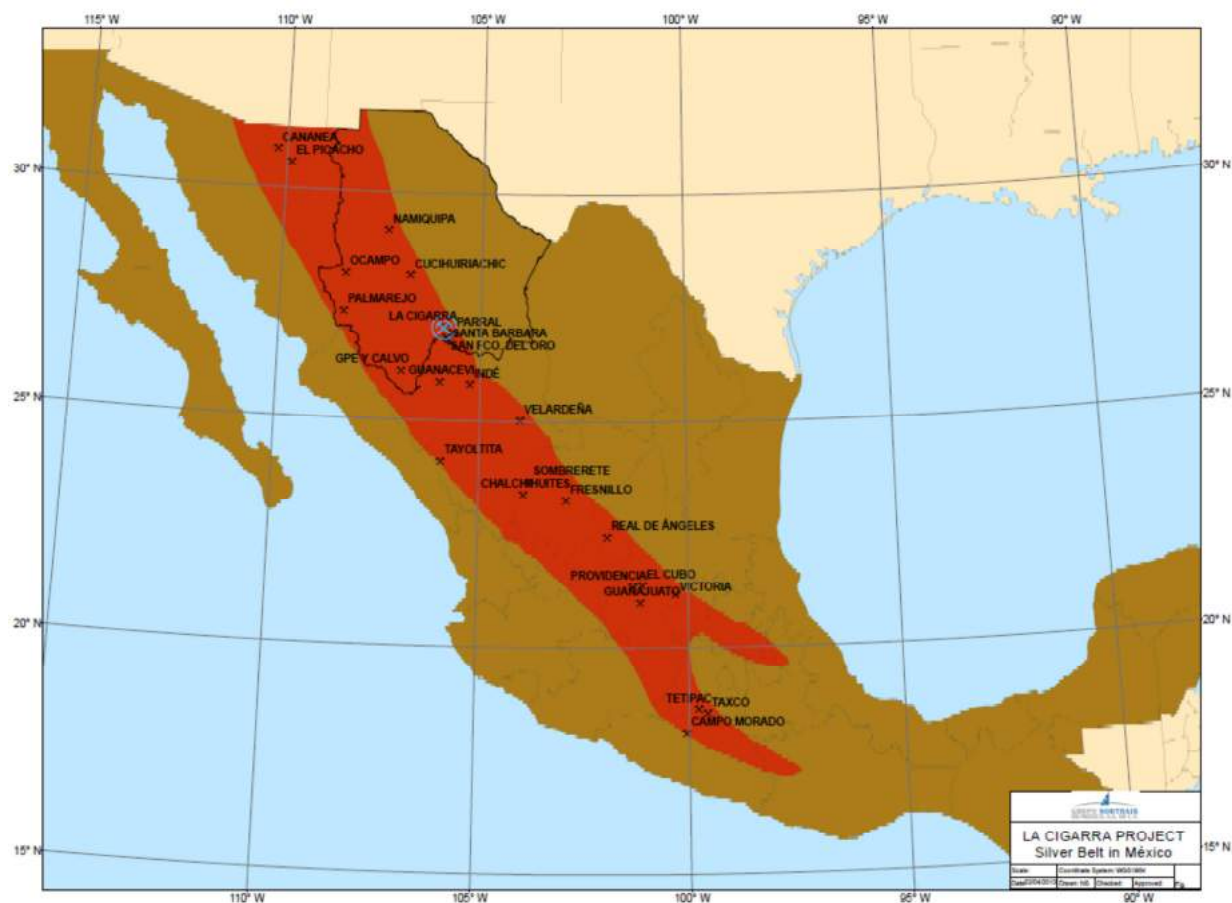 115° W 110° W 105° W 100° W 95° W 90° W
30° N 30° N
CANANEA
EL PICACHO
NAMIQUIPA
OCAMPO
CUCIHUIRIACHIC
PALMAREJO
LA CIGARRA
PARRAL
SANTA BARBARA
SAN FCO. DEL ORO
GPE Y CALVO
GUANACEVI
INDÉ
25° N 25° N
VELARDEÑA
TAYOLTITA
SOMBRERETE
CHALCHIHUITES
FRESNILLO
REAL DE ÁNGELES
PROVIDENCIA
EL CUBO
GUANAJUATO
VICTORIA
20° N 20° N
TETIPAC
TAXCO
CAMPO MORADO
15° N 15° N
LA CIGARRA PROJECT
Silver Belt in México
Scale: Coordinate System:
Date: Drawn: Checked: Approved:
110° W 105° W 100° W 95° W 90° W